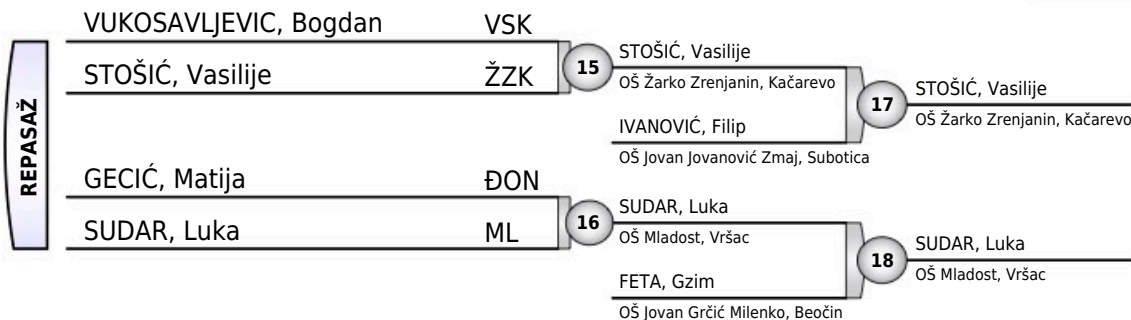 REPASAŽ
VUKOSAVLJEVIC, Bogdan VSK
STOŠIĆ, Vasilije ŽZK
15
STOŠIĆ, Vasilije
OŠ Žarko Zrenjanin, Kačarevo
IVANOVIĆ, Filip
OŠ Jovan Jovanović Zmaj, Subotica
17
STOŠIĆ, Vasilije
OŠ Žarko Zrenjanin, Kačarevo
GECIĆ, Matija ĐON
SUDAR, Luka ML
16
SUDAR, Luka
OŠ Mladost, Vršac
FETA, Gzim
OŠ Jovan Grčić Milenko, Beočin
18
SUDAR, Luka
OŠ Mladost, Vršac